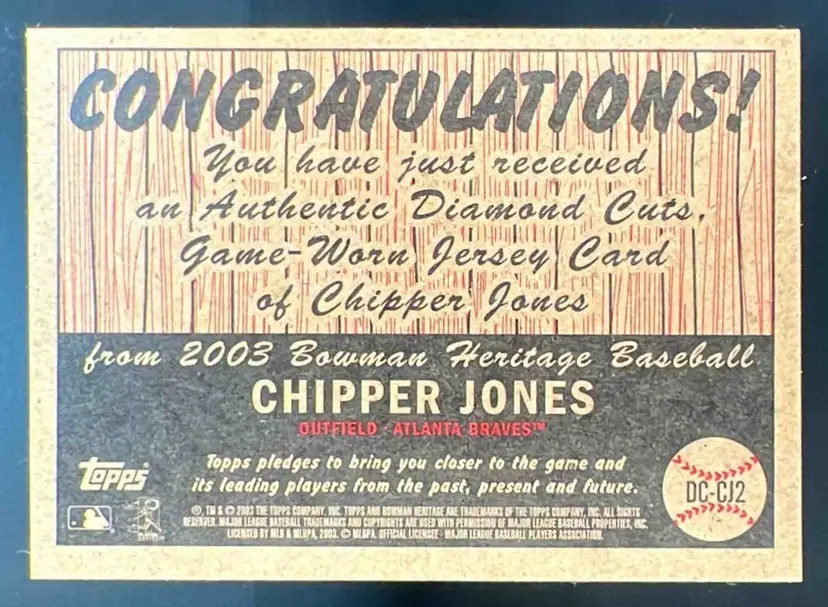 CONGRATULATIONS!
You have just received
an Authentic Diamond Cuts,
Game-Worn Jersey Card
of Chipper Jones
from 2003 Bowman Heritage Baseball
CHIPPER JONES
OUTFIELD · ATLANTA BRAVES™
Topps pledges to bring you closer to the game and
its leading players from the past, present and future.
Topps
DC-CJ2
®, TM & © 2003 THE TOPPS COMPANY, INC. TOPPS AND BOWMAN HERITAGE ARE TRADEMARKS OF THE TOPPS COMPANY, INC. ALL RIGHTS
RESERVED. MAJOR LEAGUE BASEBALL TRADEMARKS AND COPYRIGHTS ARE USED WITH PERMISSION OF MAJOR LEAGUE BASEBALL PROPERTIES, INC.
LICENSED BY MLB & MLBPA, 2003. © MLBPA. OFFICIAL LICENSEE - MAJOR LEAGUE BASEBALL PLAYERS ASSOCIATION.